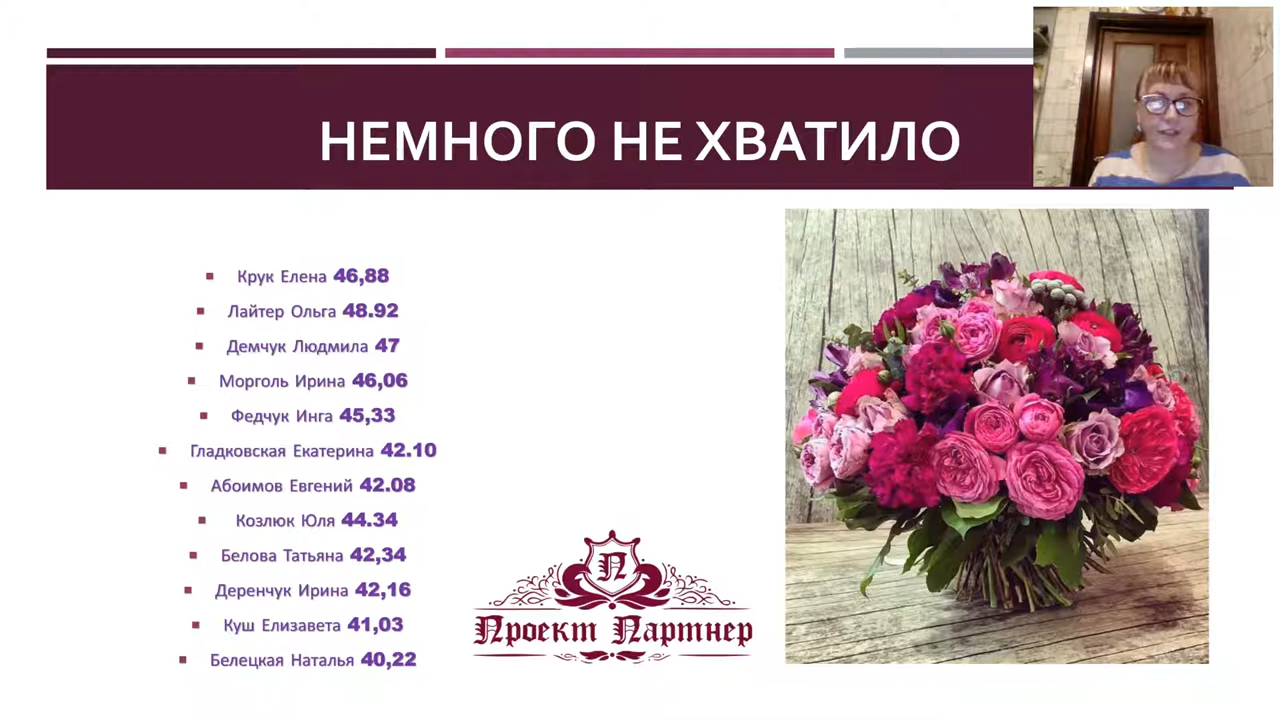 НЕМНОГО НЕ ХВАТИЛО
Крук Елена 46,88
Лайтер Ольга 48.92
Демчук Людмила 47
Морголь Ирина 46,06
Федчук Инга 45,33
Гладковская Екатерина 42.10
Абоимов Евгений 42.08
Козлюк Юля 44.34
Белова Татьяна 42,34
Деренчук Ирина 42,16
Куш Елизавета 41,03
Белецкая Наталья 40,22
П
Проект Партнер